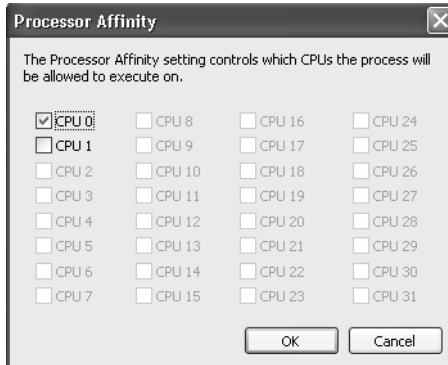 Processor Affinity
The Processor Affinity setting controls which CPUs the process will
be allowed to execute on.
CPU 0 CPU 8 CPU 16 CPU 24
CPU 1 CPU 9 CPU 17 CPU 25
CPU 2 CPU 10 CPU 18 CPU 26
CPU 3 CPU 11 CPU 19 CPU 27
CPU 4 CPU 12 CPU 20 CPU 28
CPU 5 CPU 13 CPU 21 CPU 29
CPU 6 CPU 14 CPU 22 CPU 30
CPU 7 CPU 15 CPU 23 CPU 31
OK Cancel